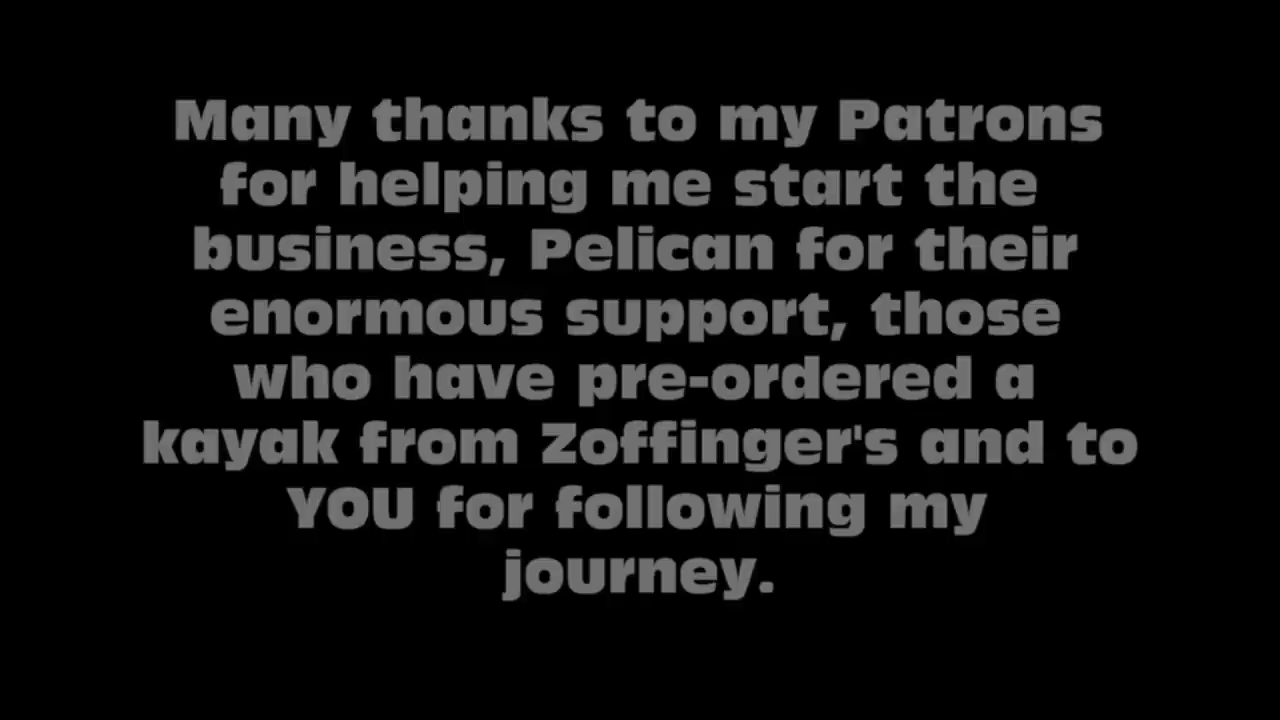 Many thanks to my Patrons
for helping me start the
business, Pelican for their
enormous support, those
who have pre-ordered a
kayak from Zoffinger's and to
YOU for following my
journey.